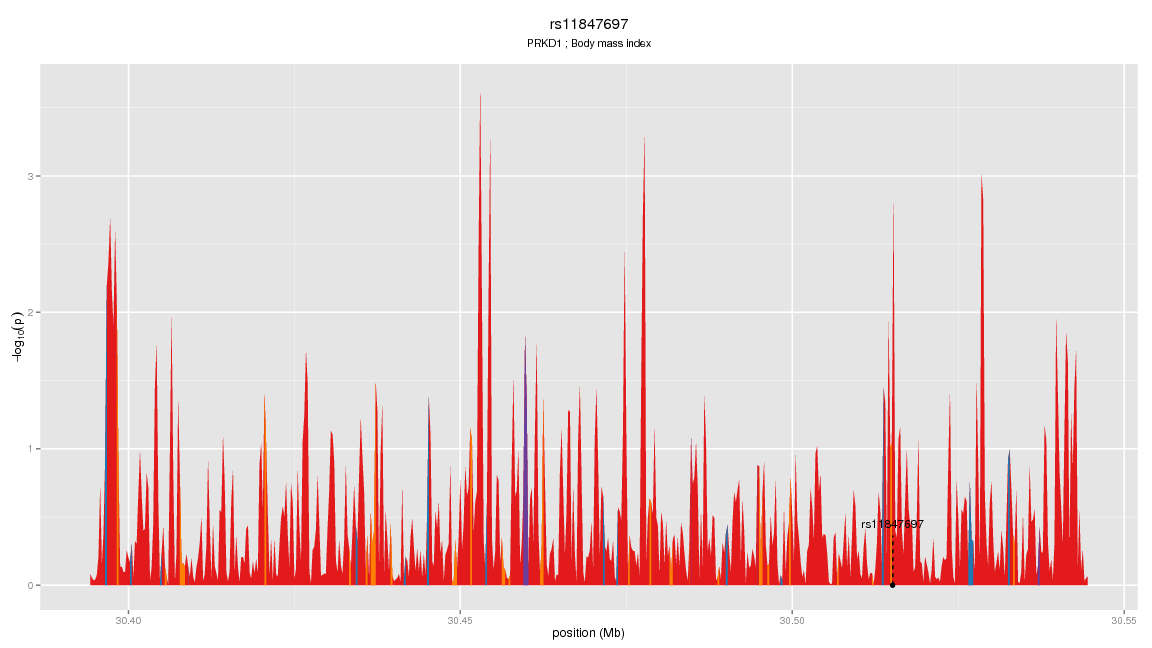 rs11847697
PRKD1 ; Body mass index
3
2
1
0
−log10(p)
rs11847697
30.40
30.45
30.50
30.55
position (Mb)